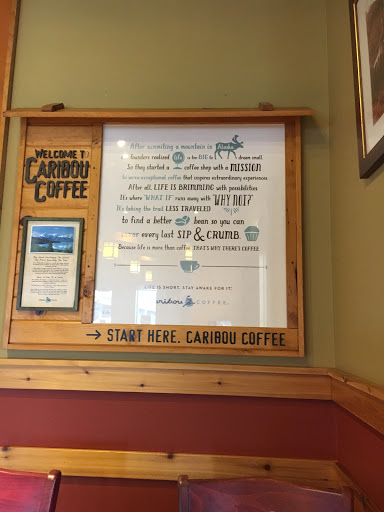 WELCOME TO
CARIBOU
COFFEE
After summiting a mountain in Alaska
founders realized life is too BIG to dream small.
So they started a coffee shop with a MISSION
to serve exceptional coffee that inspires extraordinary experiences.
After all, LIFE IS BRIMMING with possibilities
It's where WHAT IF runs away with "WHY NOT?"
It's taking the trail LESS TRAVELED
to find a better bean so you can
every last SIP & CRUMB.
Because life is more than coffee. THAT'S WHY THERE'S COFFEE
LIFE IS SHORT. STAY AWAKE FOR IT.
caribou COFFEE
→ START HERE. CARIBOU COFFEE